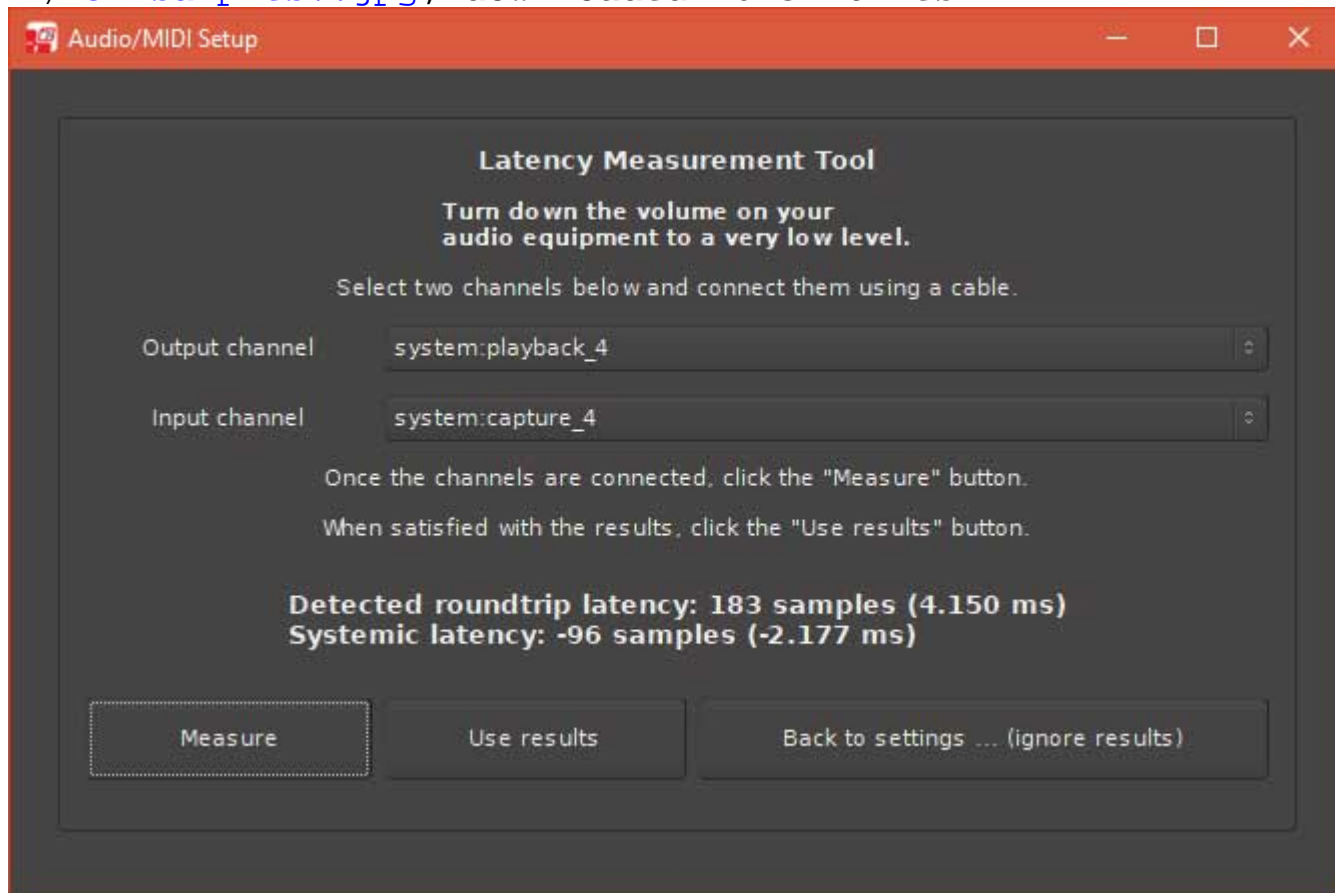 Audio/MIDI Setup
Latency Measurement Tool
Turn down the volume on your
audio equipment to a very low level.
Select two channels below and connect them using a cable.
Output channel system:playback_4
Input channel system:capture_4
Once the channels are connected, click the "Measure" button.
When satisfied with the results, click the "Use results" button.
Detected roundtrip latency: 183 samples (4.150 ms)
Systemic latency: -96 samples (-2.177 ms)
Measure Use results Back to settings ... (ignore results)